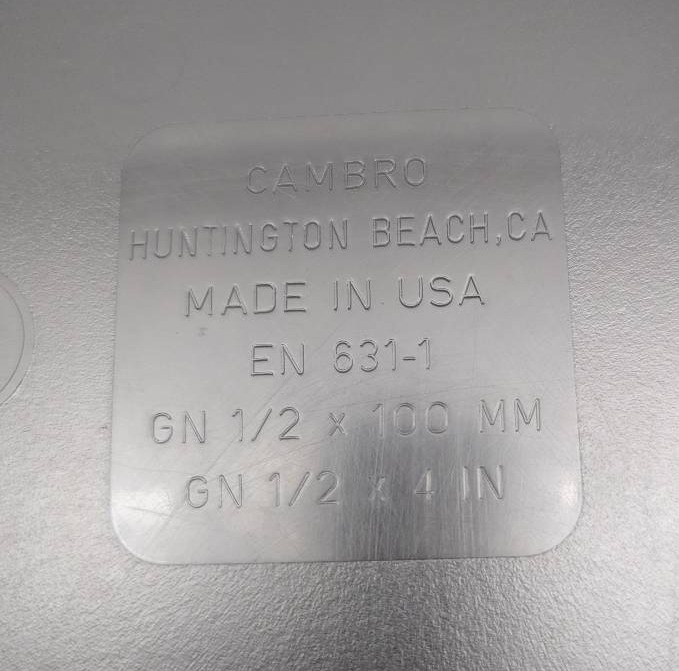 CAMBRO
HUNTINGTON BEACH,CA
MADE IN USA
EN 631-1
GN 1/2 x 100 MM
GN 1/2 x 4 IN